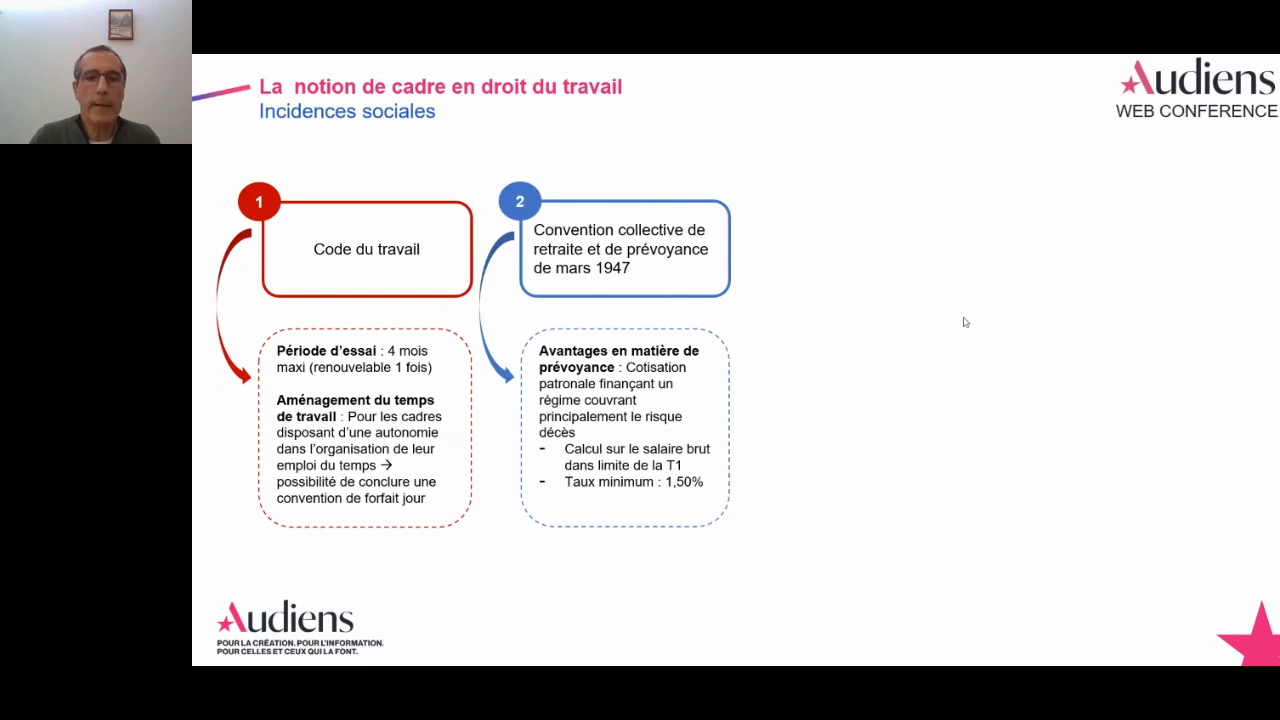 La  notion de cadre en droit du travail
Incidences sociales
Audiens
WEB CONFERENCE
1
Code du travail
Période d'essai : 4 mois
maxi (renouvelable 1 fois)
Aménagement du temps
de travail : Pour les cadres
disposant d'une autonomie
dans l'organisation de leur
emploi du temps →
possibilité de conclure une
convention de forfait jour
2
Convention collective de
retraite et de prévoyance
de mars 1947
Avantages en matière de
prévoyance : Cotisation
patronale finançant un
régime couvrant
principalement le risque
décès
- Calcul sur le salaire brut
dans limite de la T1
- Taux minimum : 1,50%
Audiens
POUR LA CRÉATION. POUR L'INFORMATION.
POUR CELLES ET CEUX QUI LA FONT.